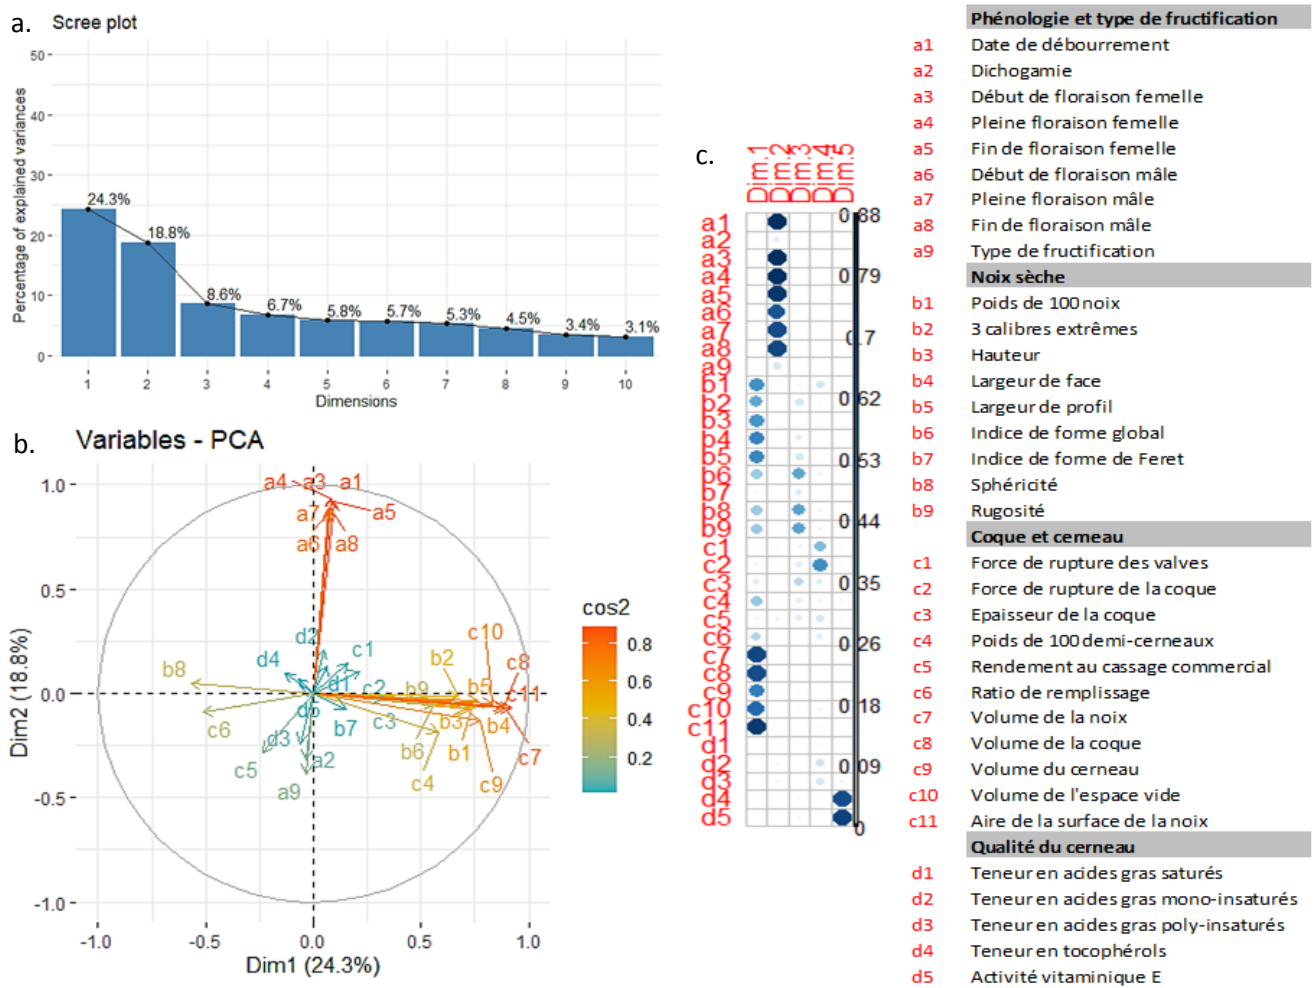 a.
Scree plot
Percentage of explained variances
50
40
30
20
10
0
24.3%
18.8%
8.6%
6.7%
5.8%
5.7%
5.3%
4.5%
3.4%
3.1%
1 2 3 4 5 6 7 8 9 10
Dimensions
b.
Variables - PCA
Dim2 (18.8%)
1.0
0.5
0.0
-0.5
-1.0
a4 a3 a1
a7 a5
a6 a8
d2 c1 c10
d4 b2 c8
b8 d1 c2 b9 b5 c11
c6 d5 b7 c3 b3 b4
d3 b6 b1 c7
c5 a2 c4 c9
a9
-1.0 -0.5 0.0 0.5 1.0
Dim1 (24.3%)
cos2
0.8
0.6
0.4
0.2
c.
Dim.1
Dim.2
Dim.3
Dim.4
Dim.5
a1
a2
a3
a4
a5
a6
a7
a8
a9
b1
b2
b3
b4
b5
b6
b7
b8
b9
c1
c2
c3
c4
c5
c6
c7
c8
c9
c10
c11
d1
d2
d3
d4
d5
0.88
0.79
0.7
0.62
0.53
0.44
0.35
0.26
0.18
0.09
0
Phénologie et type de fructification
a1 Date de débourrement
a2 Dichogamie
a3 Début de floraison femelle
a4 Pleine floraison femelle
a5 Fin de floraison femelle
a6 Début de floraison mâle
a7 Pleine floraison mâle
a8 Fin de floraison mâle
a9 Type de fructification
Noix sèche
b1 Poids de 100 noix
b2 3 calibres extrêmes
b3 Hauteur
b4 Largeur de face
b5 Largeur de profil
b6 Indice de forme global
b7 Indice de forme de Feret
b8 Sphéricité
b9 Rugosité
Coque et cerneau
c1 Force de rupture des valves
c2 Force de rupture de la coque
c3 Epaisseur de la coque
c4 Poids de 100 demi-cerneaux
c5 Rendement au cassage commercial
c6 Ratio de remplissage
c7 Volume de la noix
c8 Volume de la coque
c9 Volume du cerneau
c10 Volume de l'espace vide
c11 Aire de la surface de la noix
Qualité du cerneau
d1 Teneur en acides gras saturés
d2 Teneur en acides gras mono-insaturés
d3 Teneur en acides gras poly-insaturés
d4 Teneur en tocophérols
d5 Activité vitaminique E